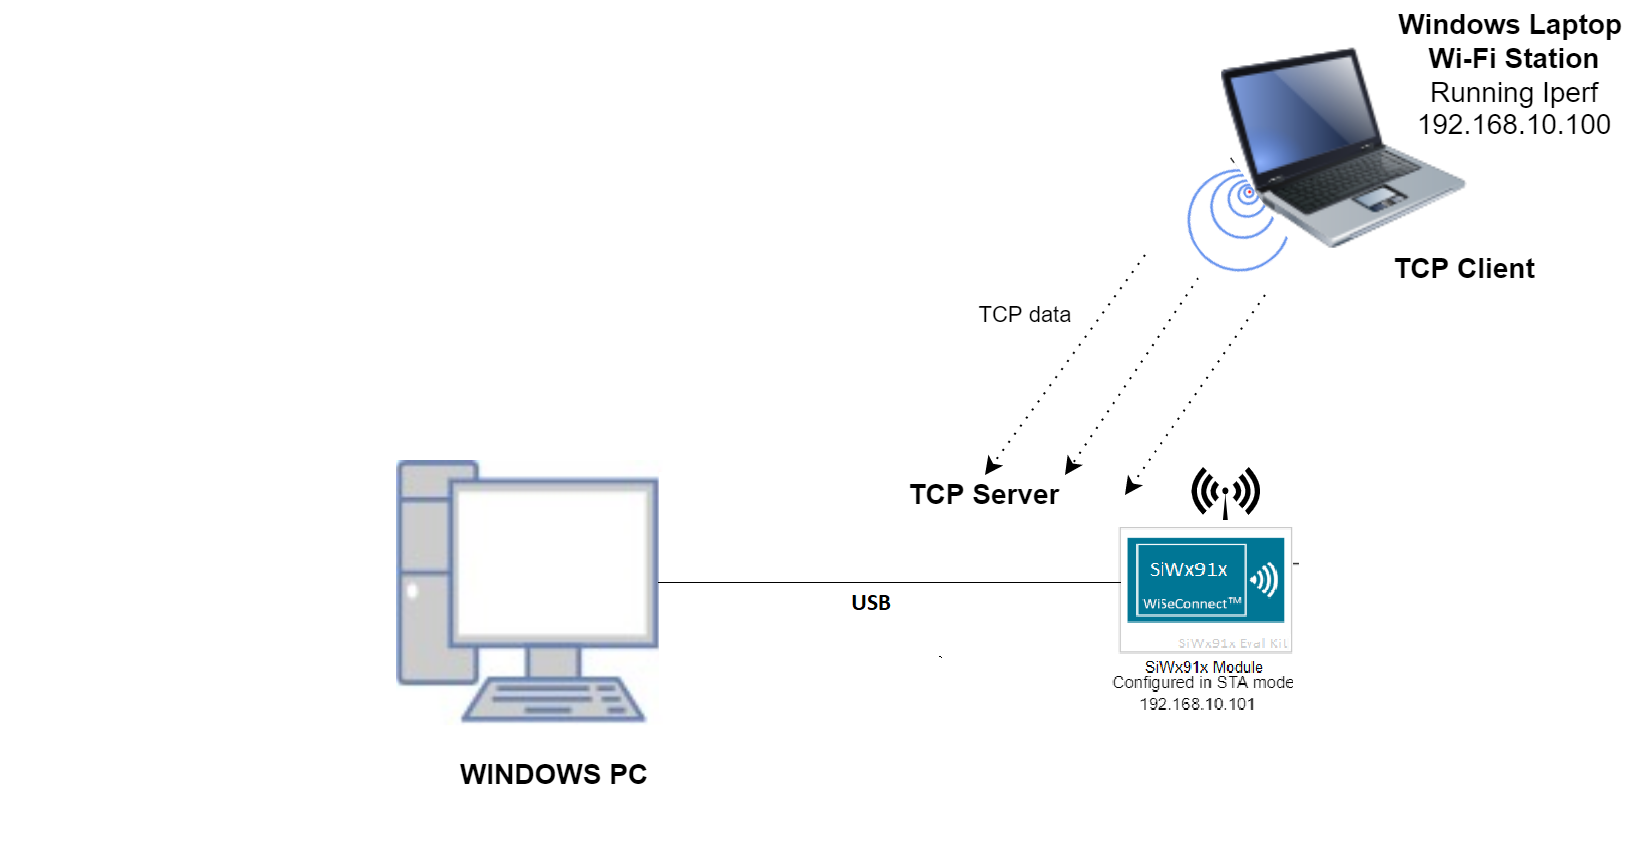 Windows Laptop
Wi-Fi Station
Running Iperf
192.168.10.100
TCP Client
TCP data
TCP Server
SiWx91x
WiSeConnect™
USB
SiWx91x Eval Kit
SiWx91x Module
Configured in STA mode
192.168.10.101
WINDOWS PC